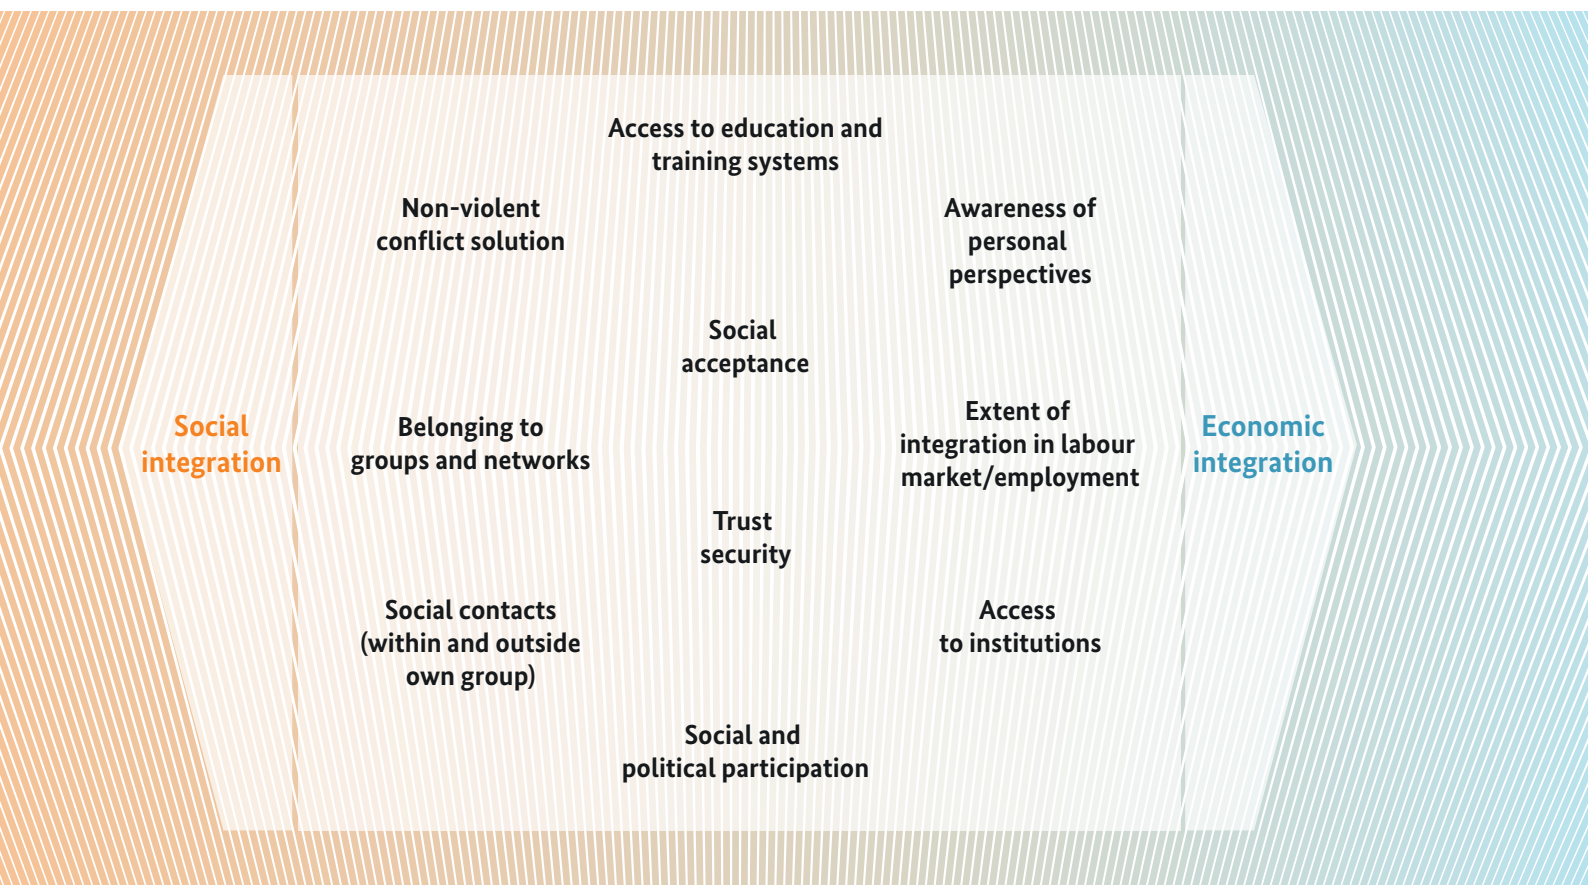 Access to education and
training systems
Non-violent
conflict solution
Awareness of
personal
perspectives
Social
acceptance
Social
integration
Belonging to
groups and networks
Extent of
integration in labour
market/employment
Economic
integration
Trust
security
Social contacts
(within and outside
own group)
Access
to institutions
Social and
political participation